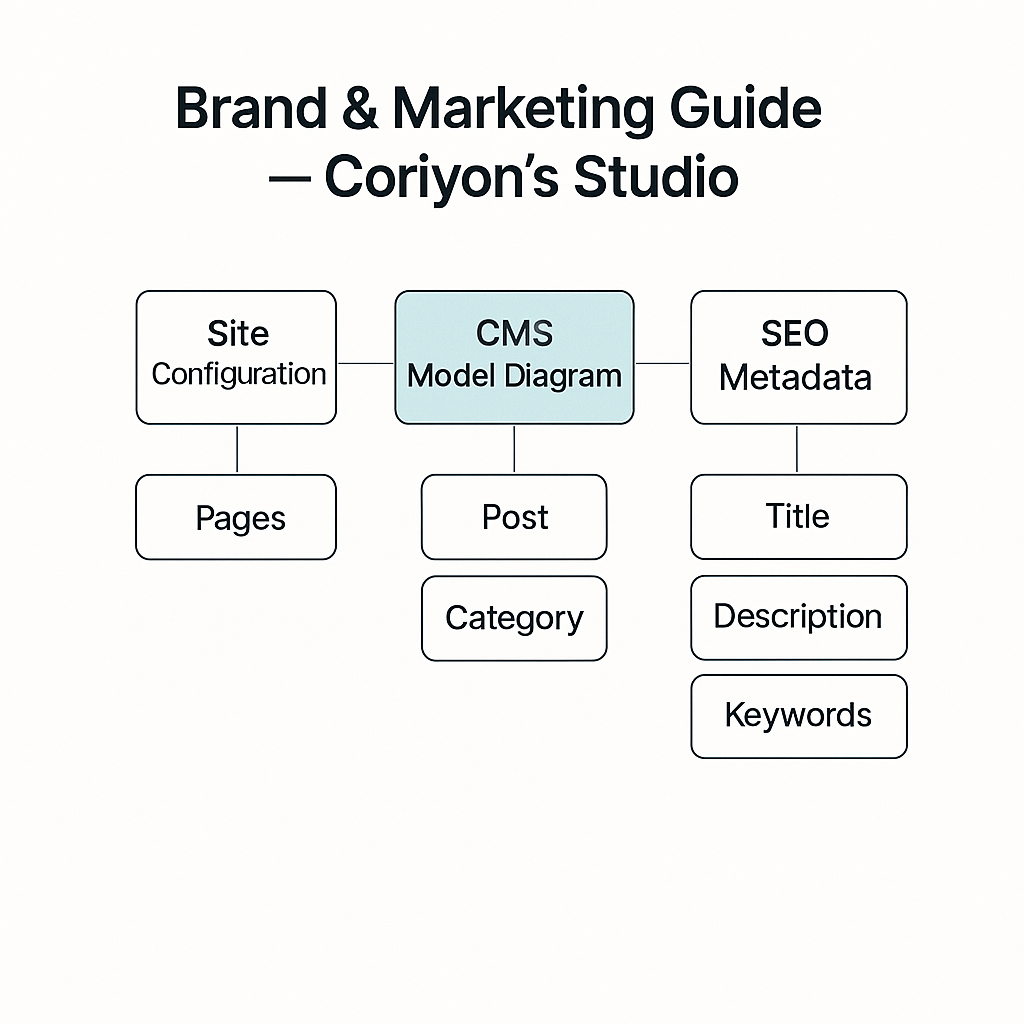 Brand & Marketing Guide
— Coriyon’s Studio
Site
Configuration
CMS
Model Diagram
SEO
Metadata
Pages
Post
Title
Category
Description
Keywords